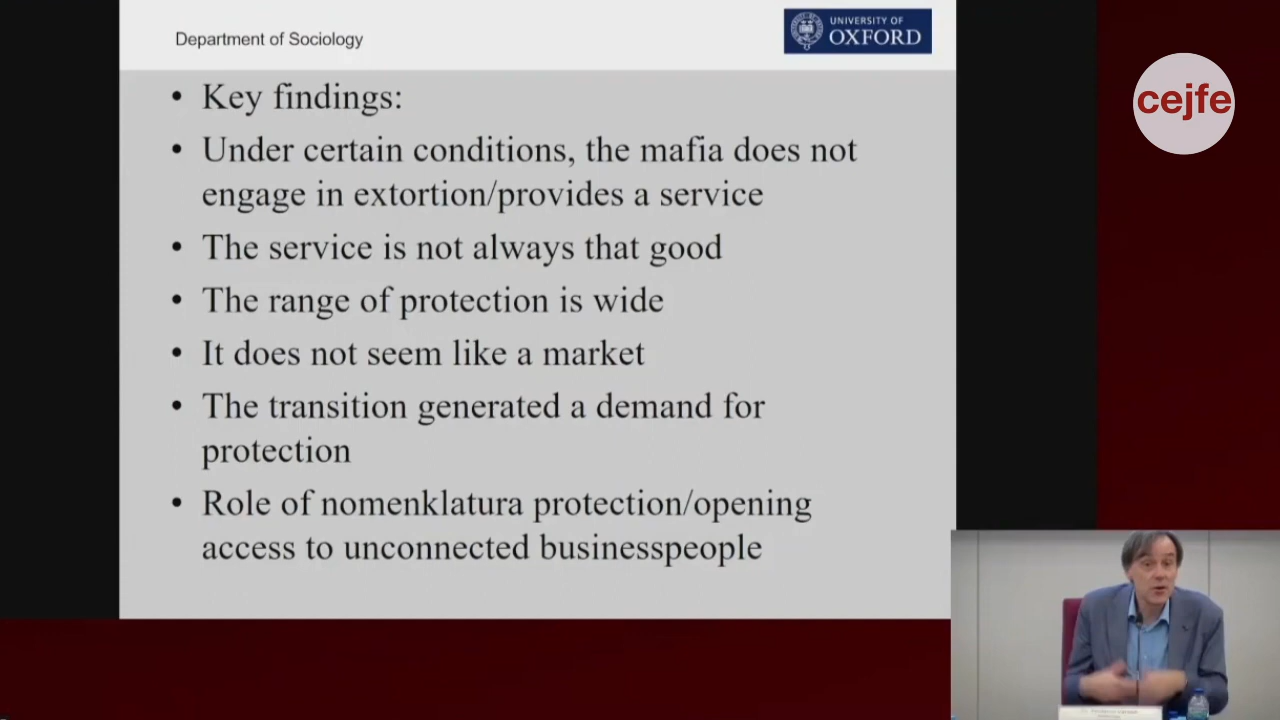 Department of Sociology
UNIVERSITY OF
OXFORD
cejfe
• Key findings:
• Under certain conditions, the mafia does not
engage in extortion/provides a service
• The service is not always that good
• The range of protection is wide
• It does not seem like a market
• The transition generated a demand for
protection
• Role of nomenklatura protection/opening
access to unconnected businesspeople